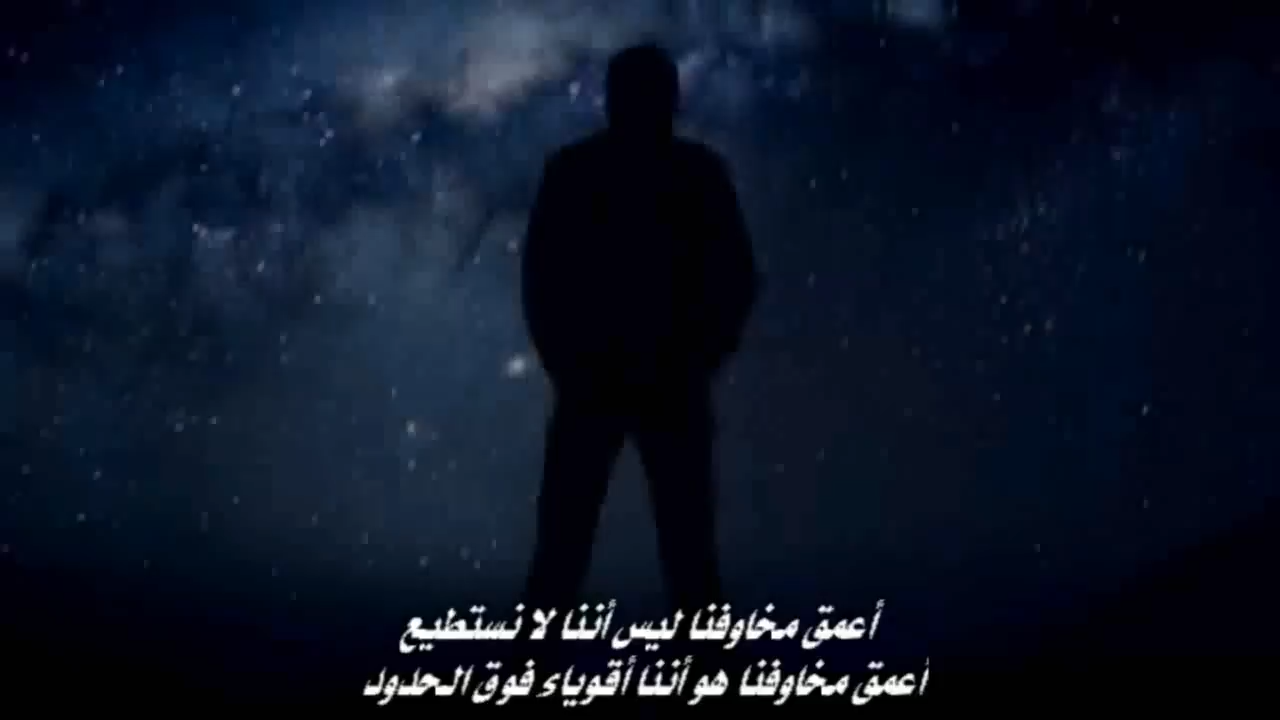 أعمق مخاوفنا ليس أننا لا نستطيع
أعمق مخاوفنا هو أننا أقوياء فوق الحدود